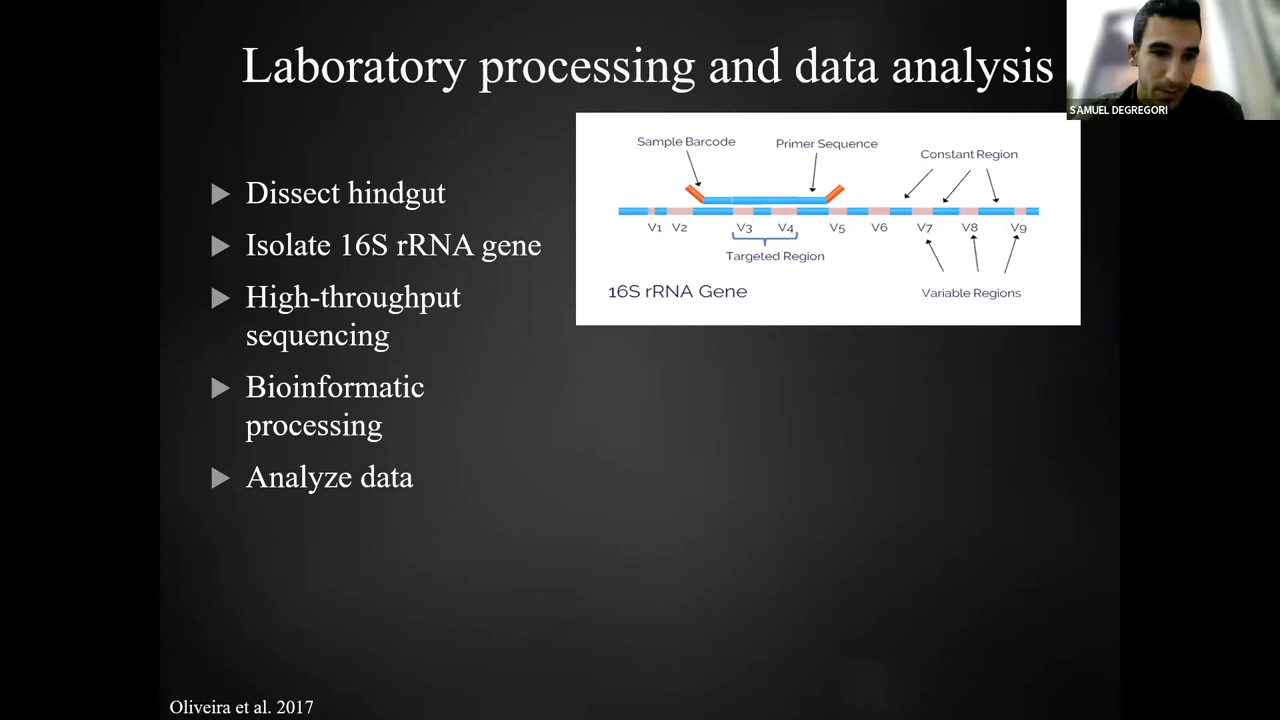 Laboratory processing and data analysis
SAMUEL DEGREGORI
Dissect hindgut
Isolate 16S rRNA gene
High-throughput
sequencing
Bioinformatic
processing
Analyze data
Sample Barcode
Primer Sequence
Constant Region
V1 V2 V3 V4 V5 V6 V7 V8 V9
Targeted Region
16S rRNA Gene
Variable Regions
Oliveira et al. 2017